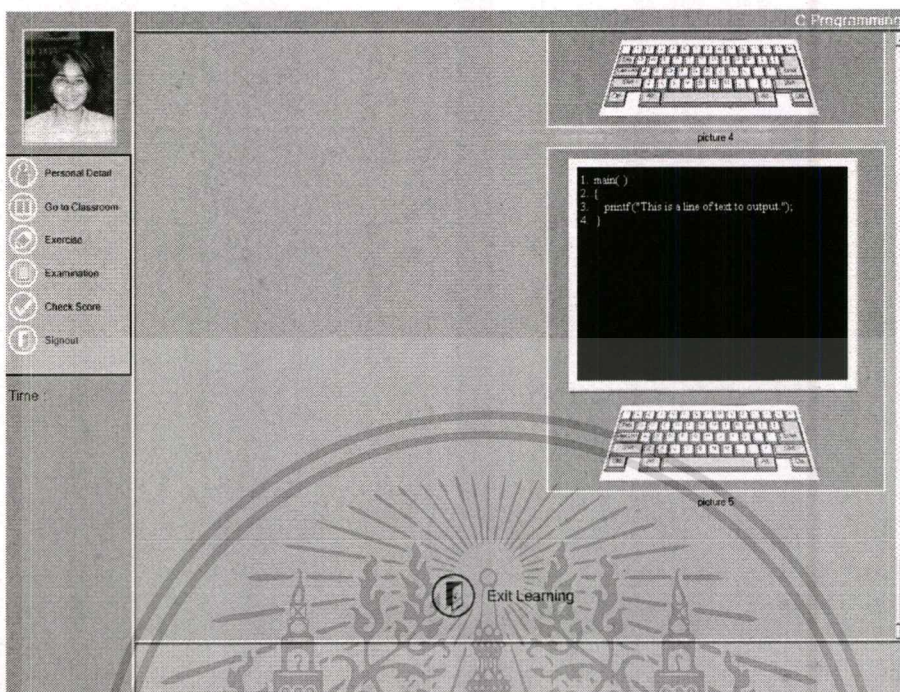 C Programming
Personal Detail
Go to Classroom
Exercise
Examination
Check Score
Signout
Time :
picture 4
1. main( )
2. {
3. printf("This is a line of text to output.");
4. }
picture 5
Exit Learning